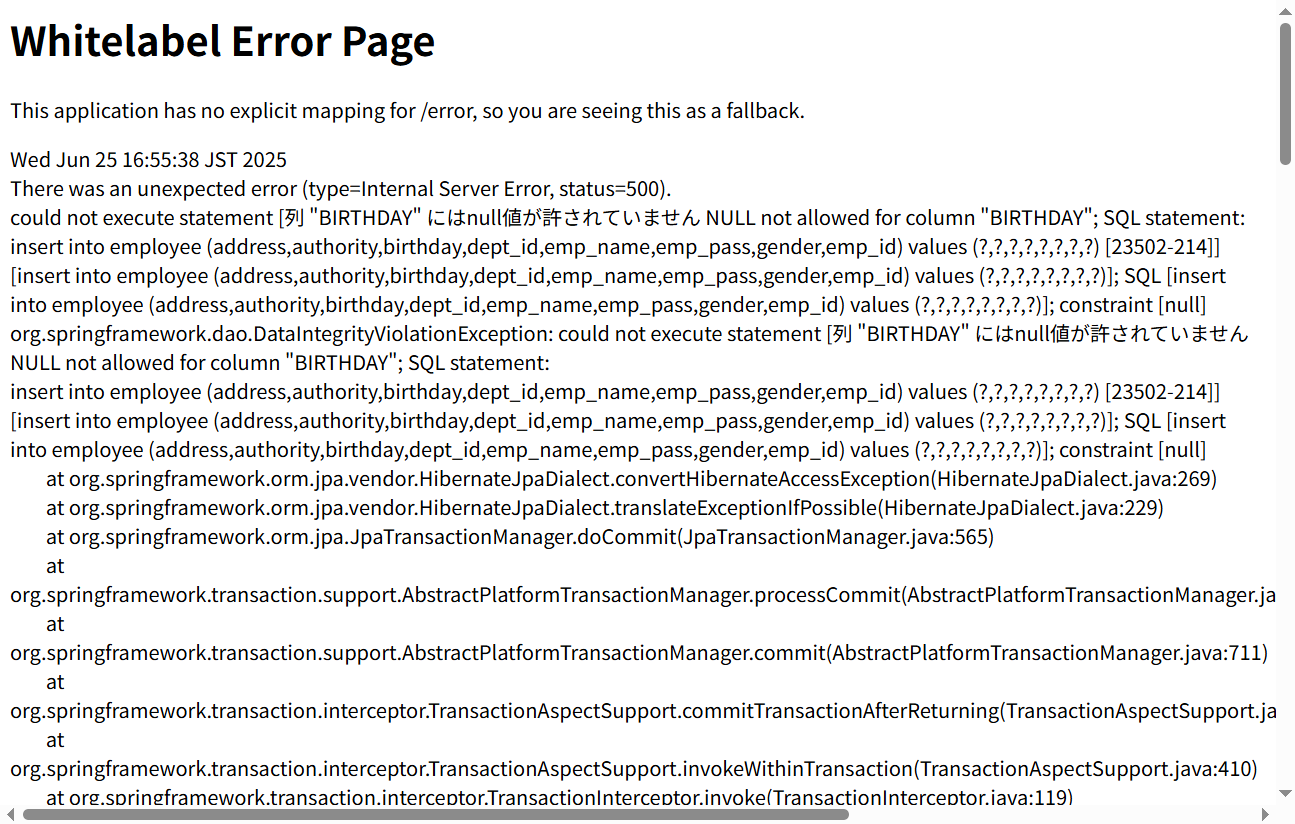 Whitelabel Error Page
This application has no explicit mapping for /error, so you are seeing this as a fallback.
Wed Jun 25 16:55:38 JST 2025
There was an unexpected error (type=Internal Server Error, status=500).
could not execute statement [列 "BIRTHDAY" にはnull値が許されていません NULL not allowed for column "BIRTHDAY"; SQL statement:
insert into employee (address,authority,birthday,dept_id,emp_name,emp_pass,gender,emp_id) values (?,?,?,?,?,?,?,?) [23502-214]]
[insert into employee (address,authority,birthday,dept_id,emp_name,emp_pass,gender,emp_id) values (?,?,?,?,?,?,?,?)]; SQL [insert
into employee (address,authority,birthday,dept_id,emp_name,emp_pass,gender,emp_id) values (?,?,?,?,?,?,?,?)]; constraint [null]
org.springframework.dao.DataIntegrityViolationException: could not execute statement [列 "BIRTHDAY" にはnull値が許されていません
NULL not allowed for column "BIRTHDAY"; SQL statement:
insert into employee (address,authority,birthday,dept_id,emp_name,emp_pass,gender,emp_id) values (?,?,?,?,?,?,?,?) [23502-214]]
[insert into employee (address,authority,birthday,dept_id,emp_name,emp_pass,gender,emp_id) values (?,?,?,?,?,?,?,?)]; SQL [insert
into employee (address,authority,birthday,dept_id,emp_name,emp_pass,gender,emp_id) values (?,?,?,?,?,?,?,?)]; constraint [null]
at org.springframework.orm.jpa.vendor.HibernateJpaDialect.convertHibernateAccessException(HibernateJpaDialect.java:269)
at org.springframework.orm.jpa.vendor.HibernateJpaDialect.translateExceptionIfPossible(HibernateJpaDialect.java:229)
at org.springframework.orm.jpa.JpaTransactionManager.doCommit(JpaTransactionManager.java:565)
at
org.springframework.transaction.support.AbstractPlatformTransactionManager.processCommit(AbstractPlatformTransactionManager.ja
at
org.springframework.transaction.support.AbstractPlatformTransactionManager.commit(AbstractPlatformTransactionManager.java:711)
at
org.springframework.transaction.interceptor.TransactionAspectSupport.commitTransactionAfterReturning(TransactionAspectSupport.ja
at
org.springframework.transaction.interceptor.TransactionAspectSupport.invokeWithinTransaction(TransactionAspectSupport.java:410)
at org.springframework.transaction.interceptor.TransactionInterceptor.invoke(TransactionInterceptor.java:119)